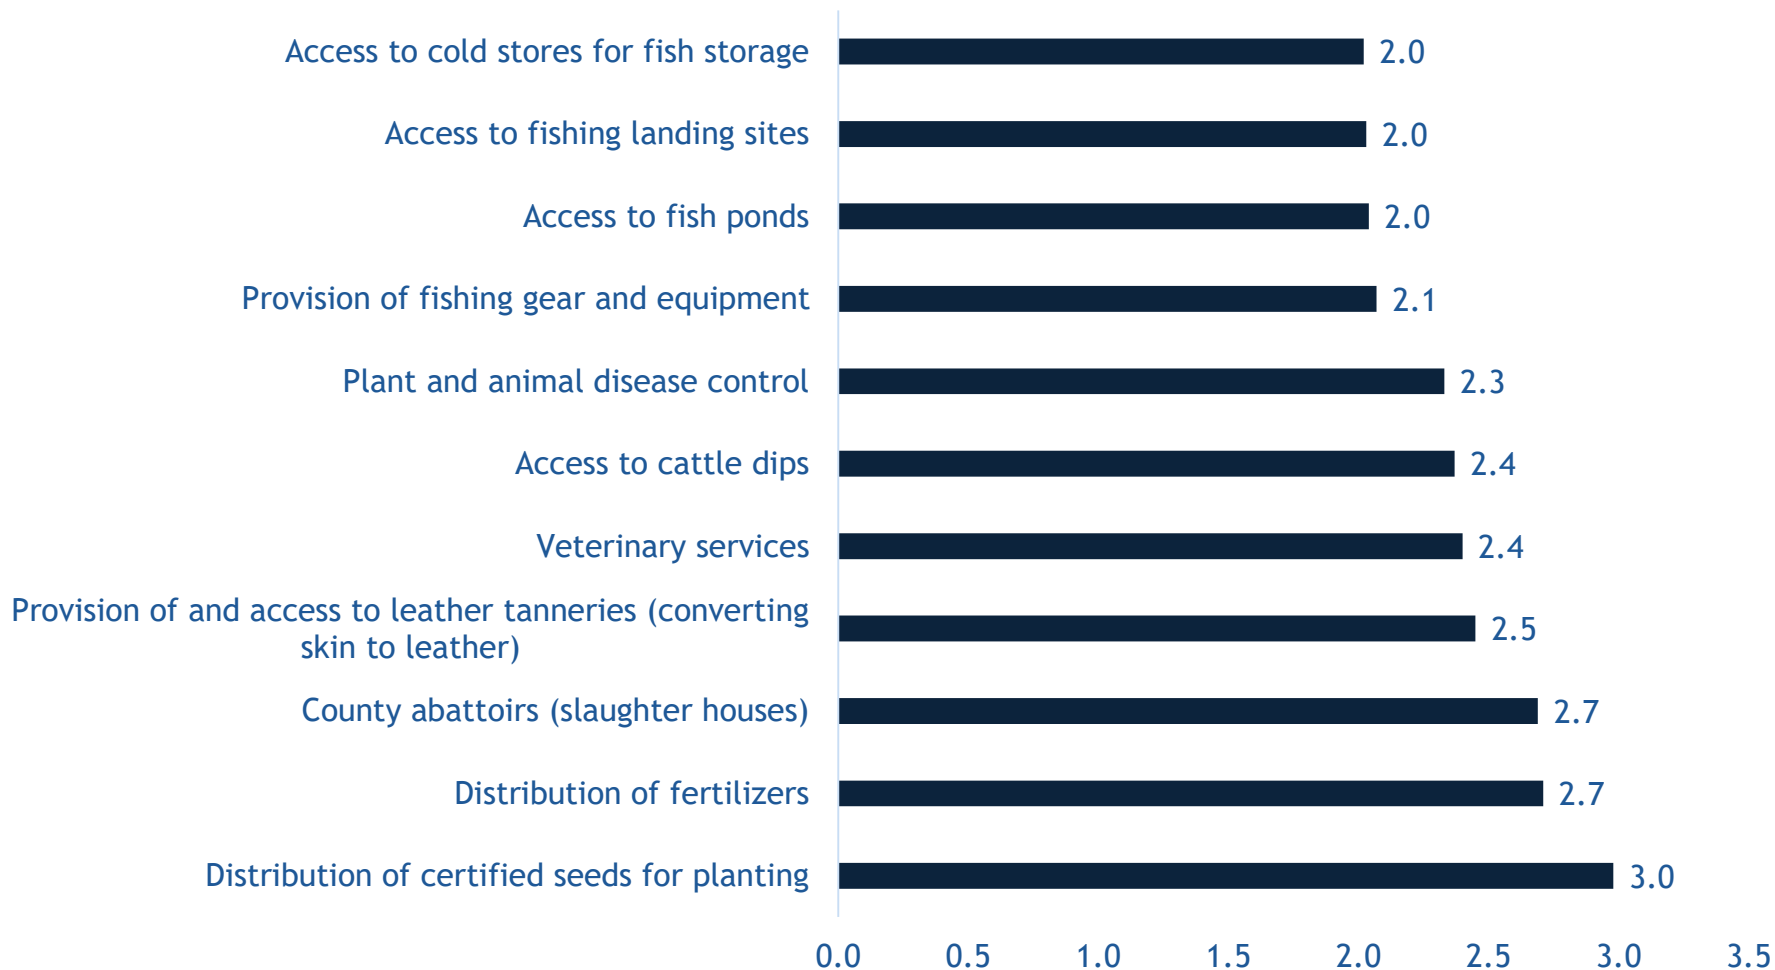 Access to cold stores for fish storage 2.0
Access to fishing landing sites 2.0
Access to fish ponds 2.0
Provision of fishing gear and equipment 2.1
Plant and animal disease control 2.3
Access to cattle dips 2.4
Veterinary services 2.4
Provision of and access to leather tanneries (converting
skin to leather) 2.5
County abattoirs (slaughter houses) 2.7
Distribution of fertilizers 2.7
Distribution of certified seeds for planting 3.0
0.0 0.5 1.0 1.5 2.0 2.5 3.0 3.5